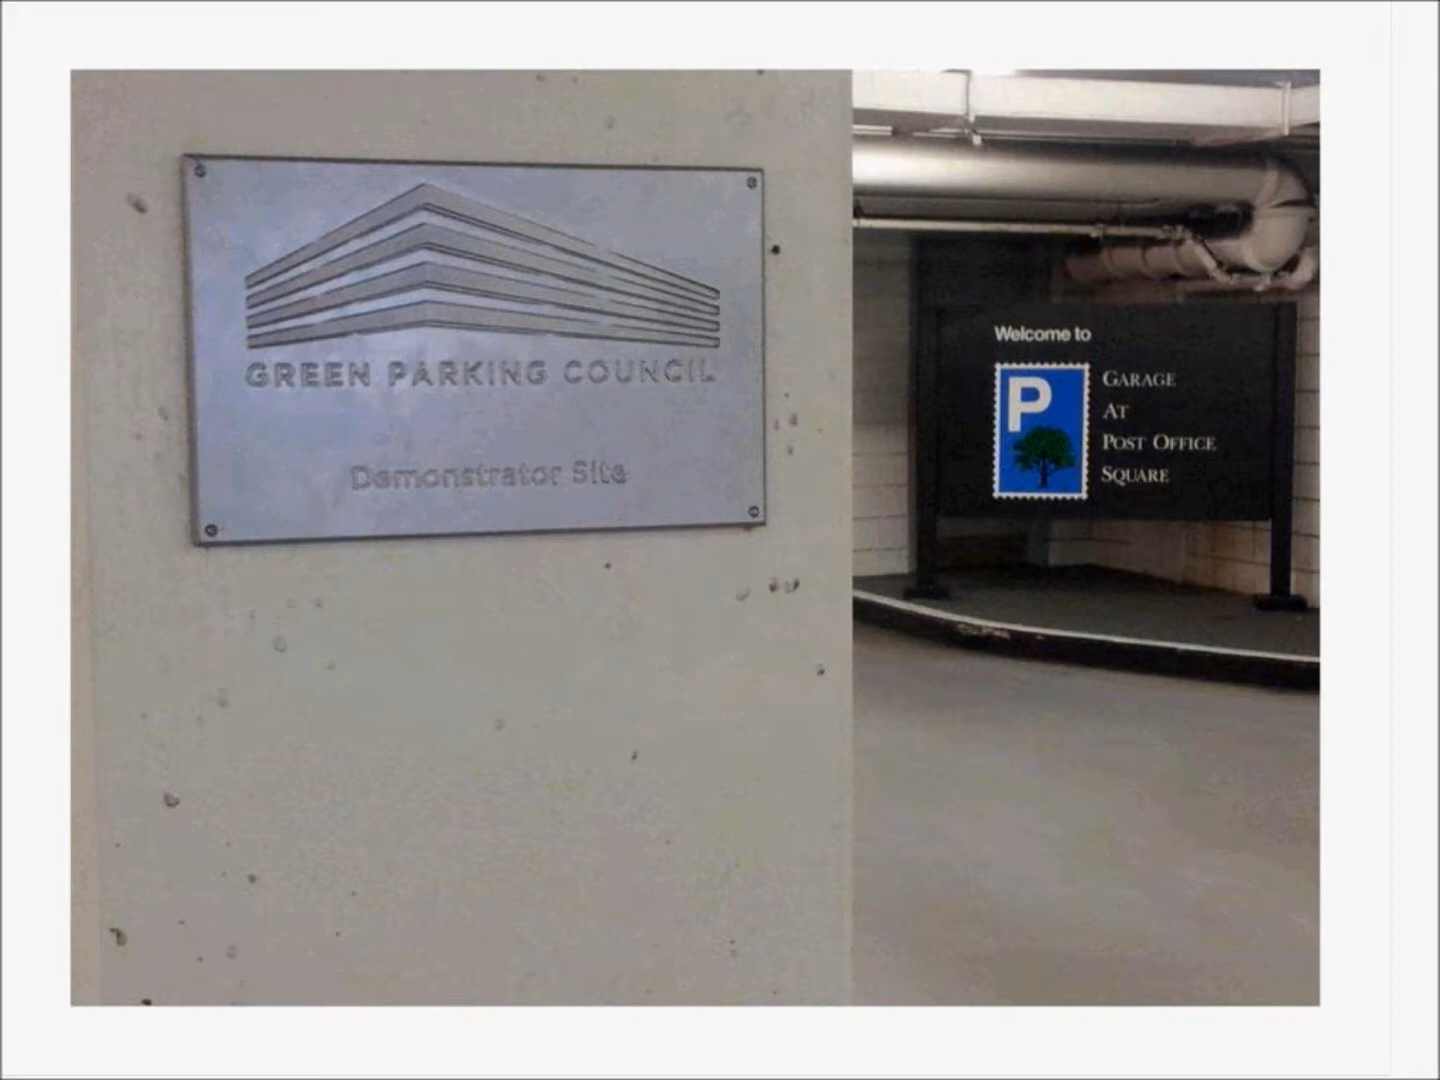 GREEN PARKING COUNCIL
Demonstrator Site
Welcome to
P
GARAGE
AT
POST OFFICE
SQUARE